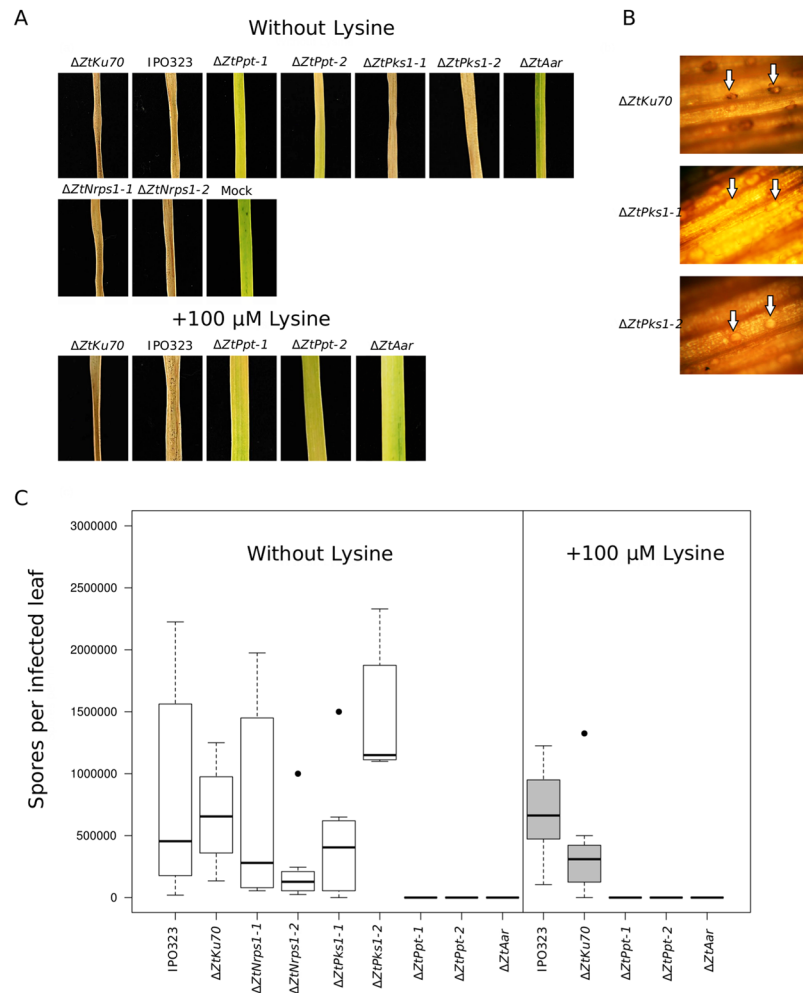 A
Without Lysine
ΔZtKu70 IPO323 ΔZtPpt-1 ΔZtPpt-2 ΔZtPks1-1 ΔZtPks1-2 ΔZtAar
ΔZtNrps1-1 ΔZtNrps1-2 Mock
+100 μM Lysine
ΔZtKu70 IPO323 ΔZtPpt-1 ΔZtPpt-2 ΔZtAar
B
ΔZtKu70
ΔZtPks1-1
ΔZtPks1-2
C
Spores per infected leaf
3000000
2500000
2000000
1500000
1000000
500000
0
Without Lysine
+100 μM Lysine
IPO323
ΔZtKu70
ΔZtNrps1-1
ΔZtNrps1-2
ΔZtPks1-1
ΔZtPks1-2
ΔZtPpt-1
ΔZtPpt-2
ΔZtAar
IPO323
ΔZtKu70
ΔZtPpt-1
ΔZtPpt-2
ΔZtAar